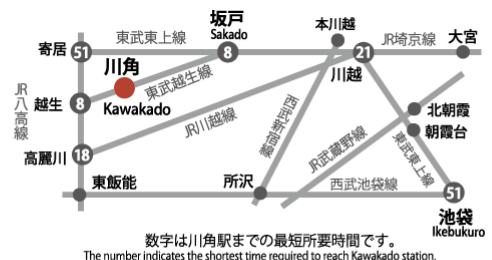 坂戸
Sakado
本川越
東武東上線
JR埼京線
大宮
寄居
51
8
21
川角
川越
Kawakado
東武越生線
JR八高線
越生
8
JR川越線
西武新宿線
北朝霞
朝霞台
JR武蔵野線
東武東上線
高麗川
18
東飯能
所沢
西武池袋線
51
池袋
Ikebukuro
数字は川角駅までの最短所要時間です。
The number indicates the shortest time required to reach Kawakado station.